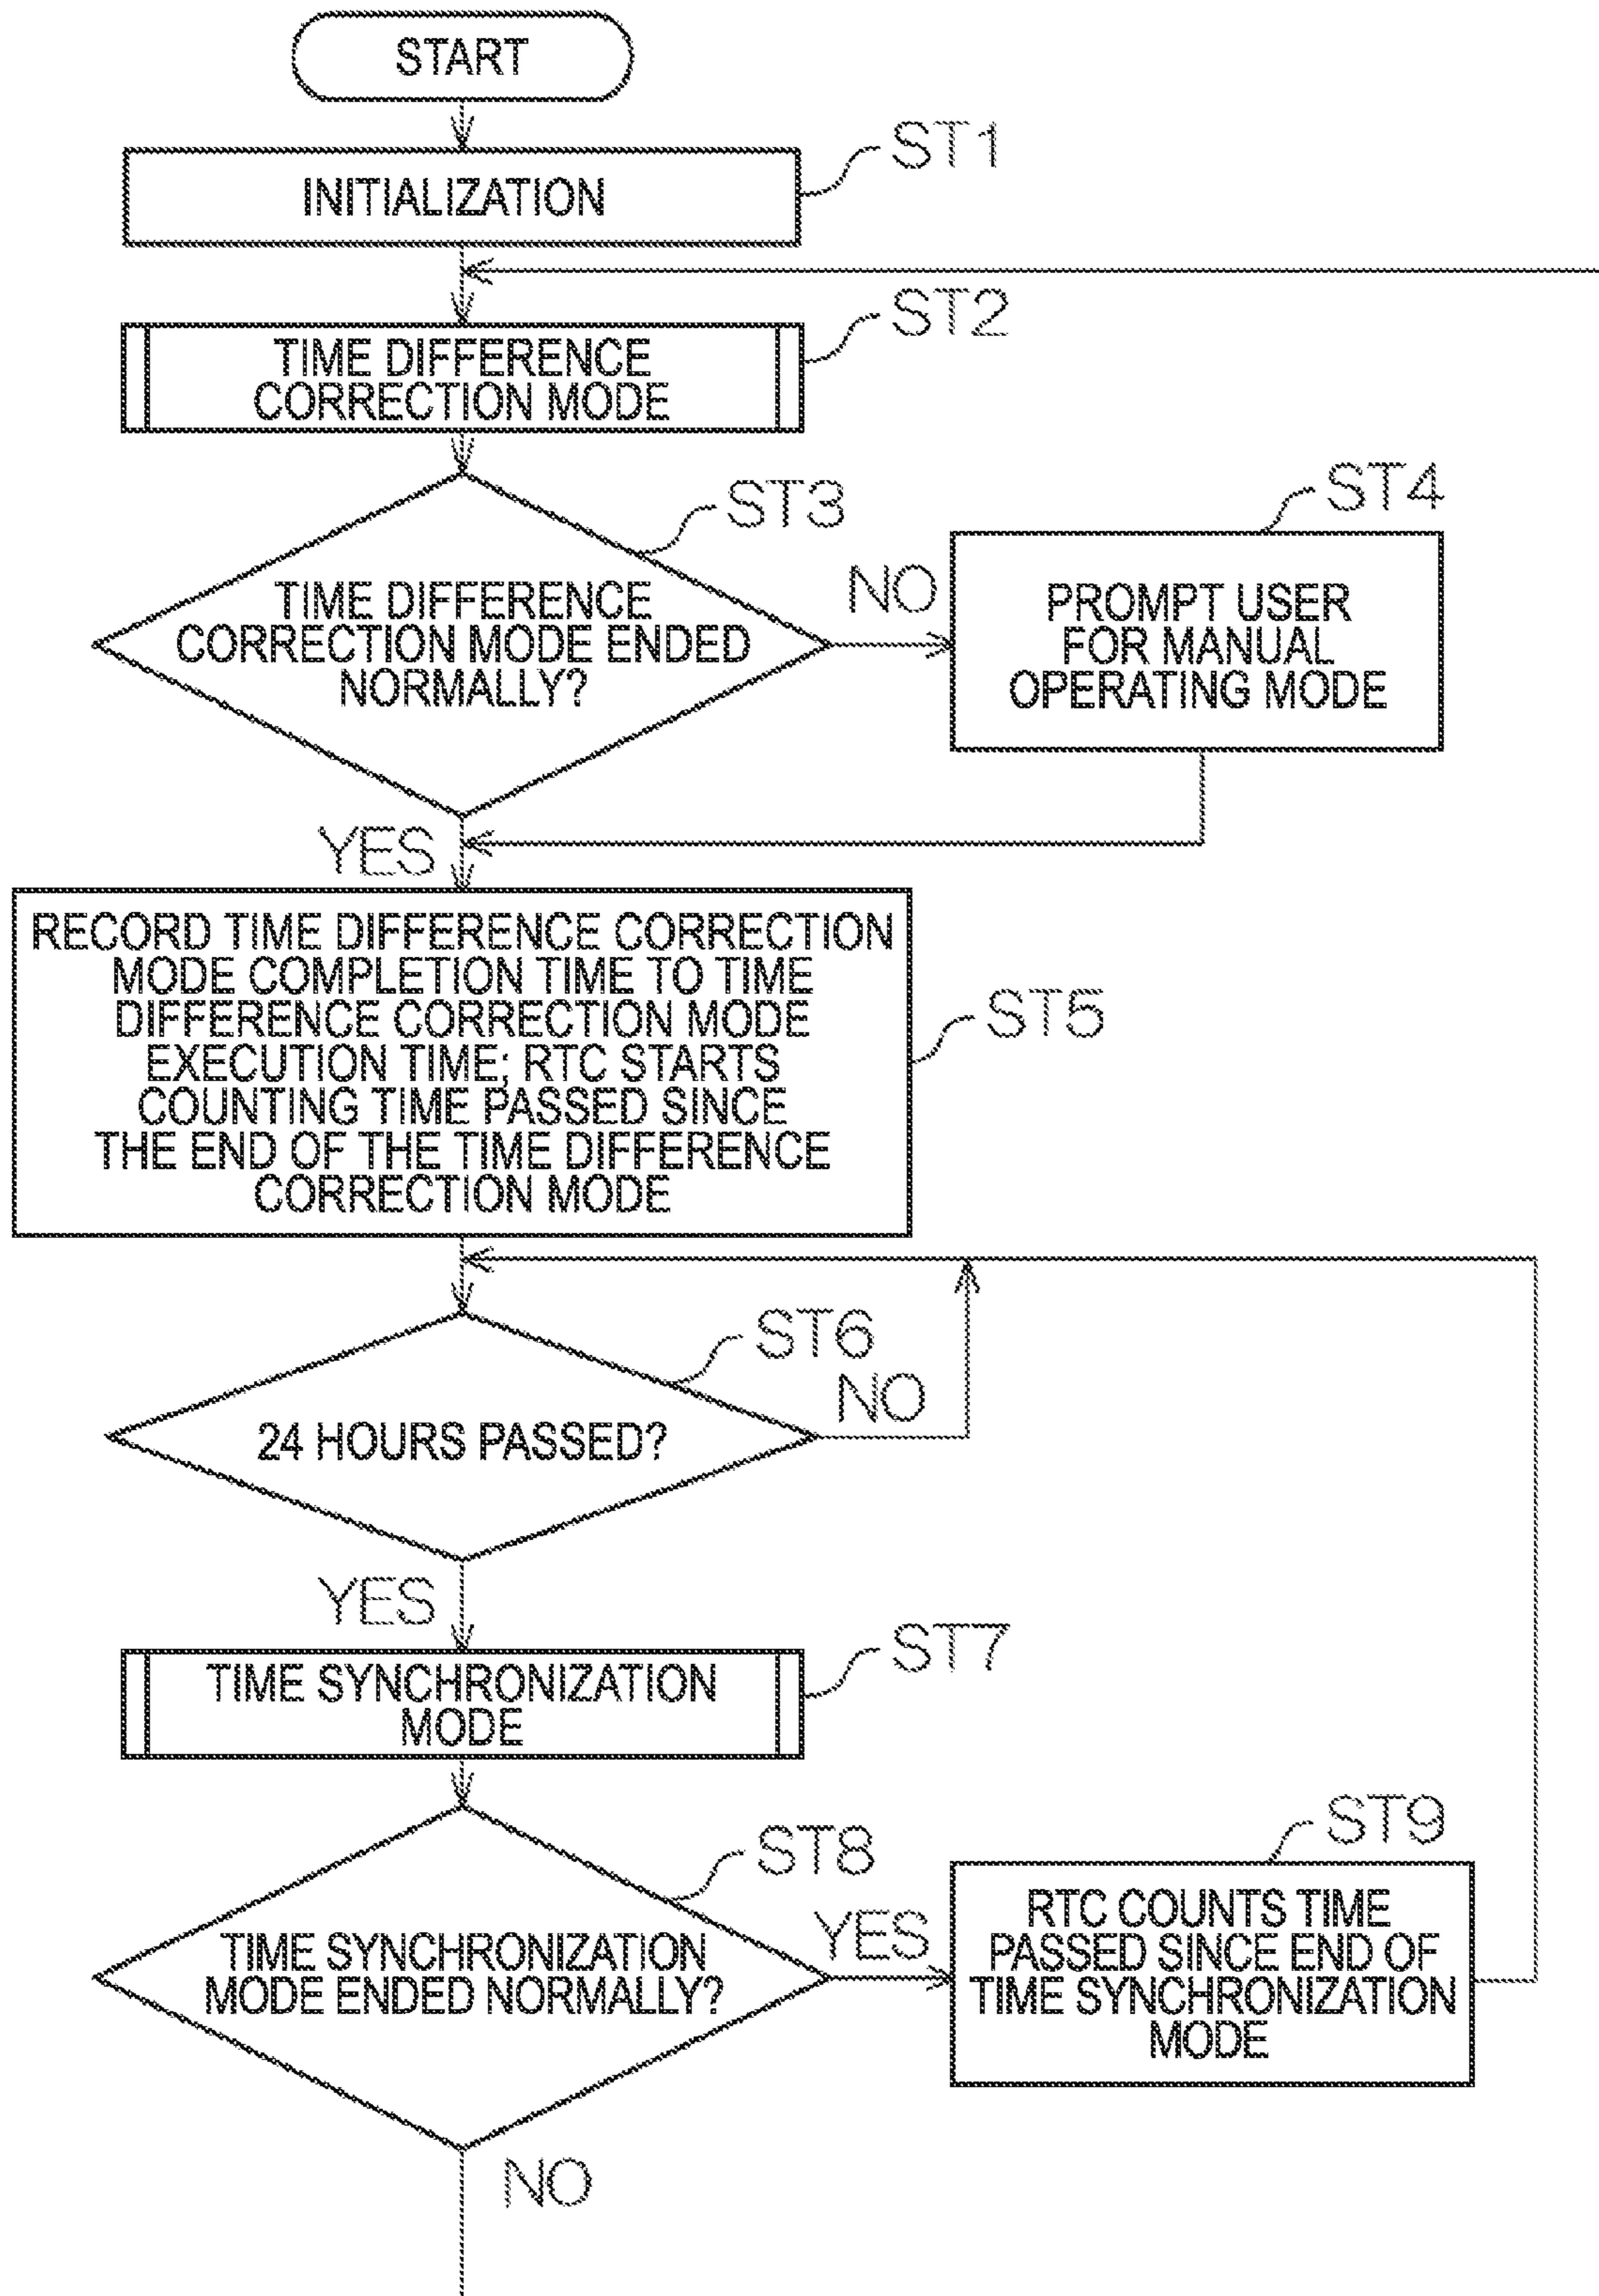 START
ST1
INITIALIZATION
ST2
TIME DIFFERENCE
CORRECTION MODE
ST3
TIME DIFFERENCE
CORRECTION MODE ENDED
NORMALLY?
NO
ST4
PROMPT USER
FOR MANUAL
OPERATING MODE
YES
RECORD TIME DIFFERENCE CORRECTION
MODE COMPLETION TIME TO TIME
DIFFERENCE CORRECTION MODE
EXECUTION TIME; RTC STARTS
COUNTING TIME PASSED SINCE
THE END OF THE TIME DIFFERENCE
CORRECTION MODE
ST5
ST6
24 HOURS PASSED?
NO
YES
ST7
TIME SYNCHRONIZATION
MODE
ST8
TIME SYNCHRONIZATION
MODE ENDED NORMALLY?
YES
ST9
RTC COUNTS TIME
PASSED SINCE END OF
TIME SYNCHRONIZATION
MODE
NO